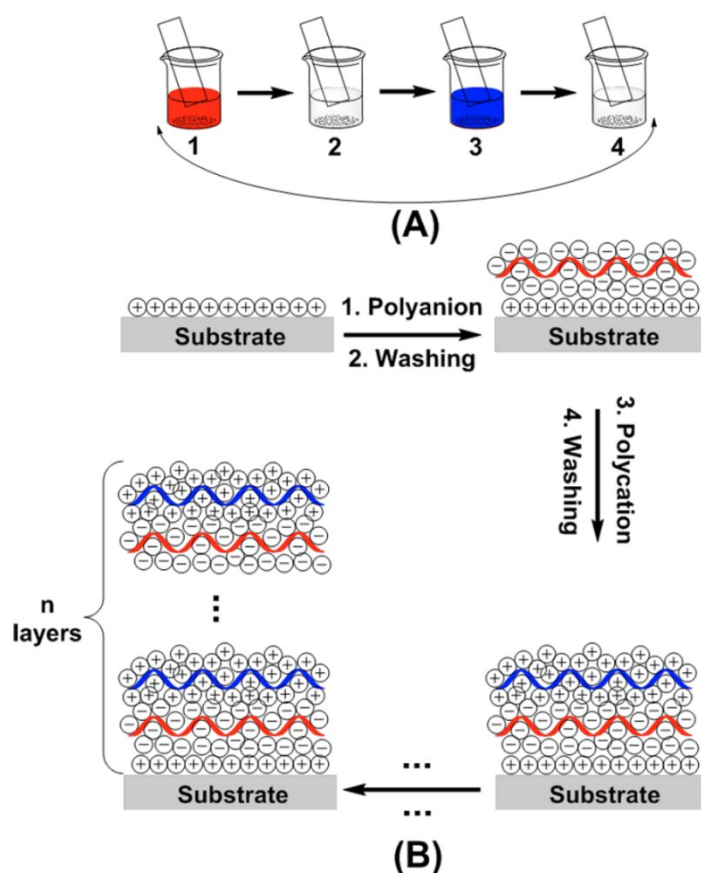 1
2
3
4
(A)
Substrate
1. Polyanion
2. Washing
Substrate
3. Polycation
4. Washing
n
layers
...
Substrate
...
...
Substrate
(B)